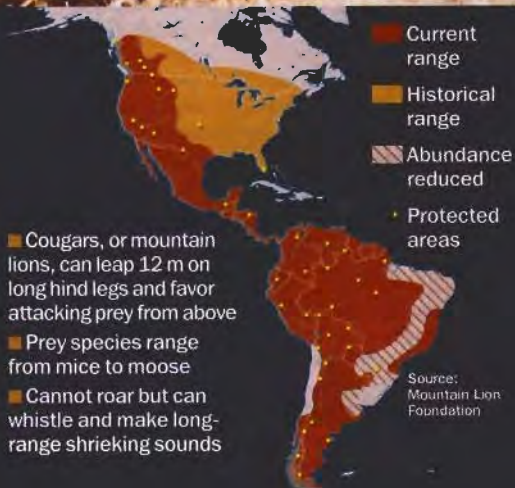 Current
range
Historical
range
Abundance
reduced
Protected
areas
Cougars, or mountain
lions, can leap 12 m on
long hind legs and favor
attacking prey from above
Prey species range
from mice to moose
Cannot roar but can
whistle and make long-
range shrieking sounds
Source:
Mountain Lion
Foundation